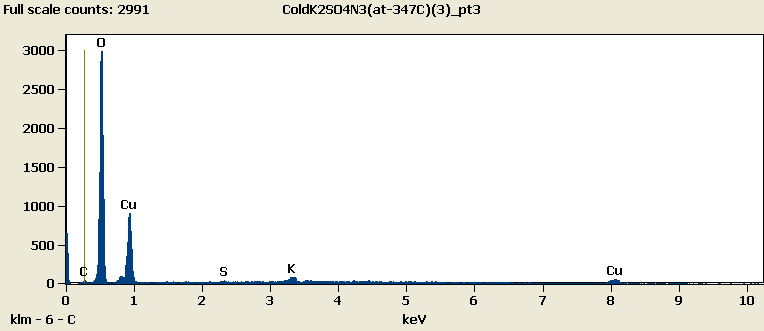 Full scale counts: 2991 ColdK2SO4N3(at-347C)(3)_pt3
O
3000
2500
2000
1500
1000
500
0
Cu
C
S
K
Cu
0 1 2 3 4 5 6 7 8 9 10
klm - 6 - C keV